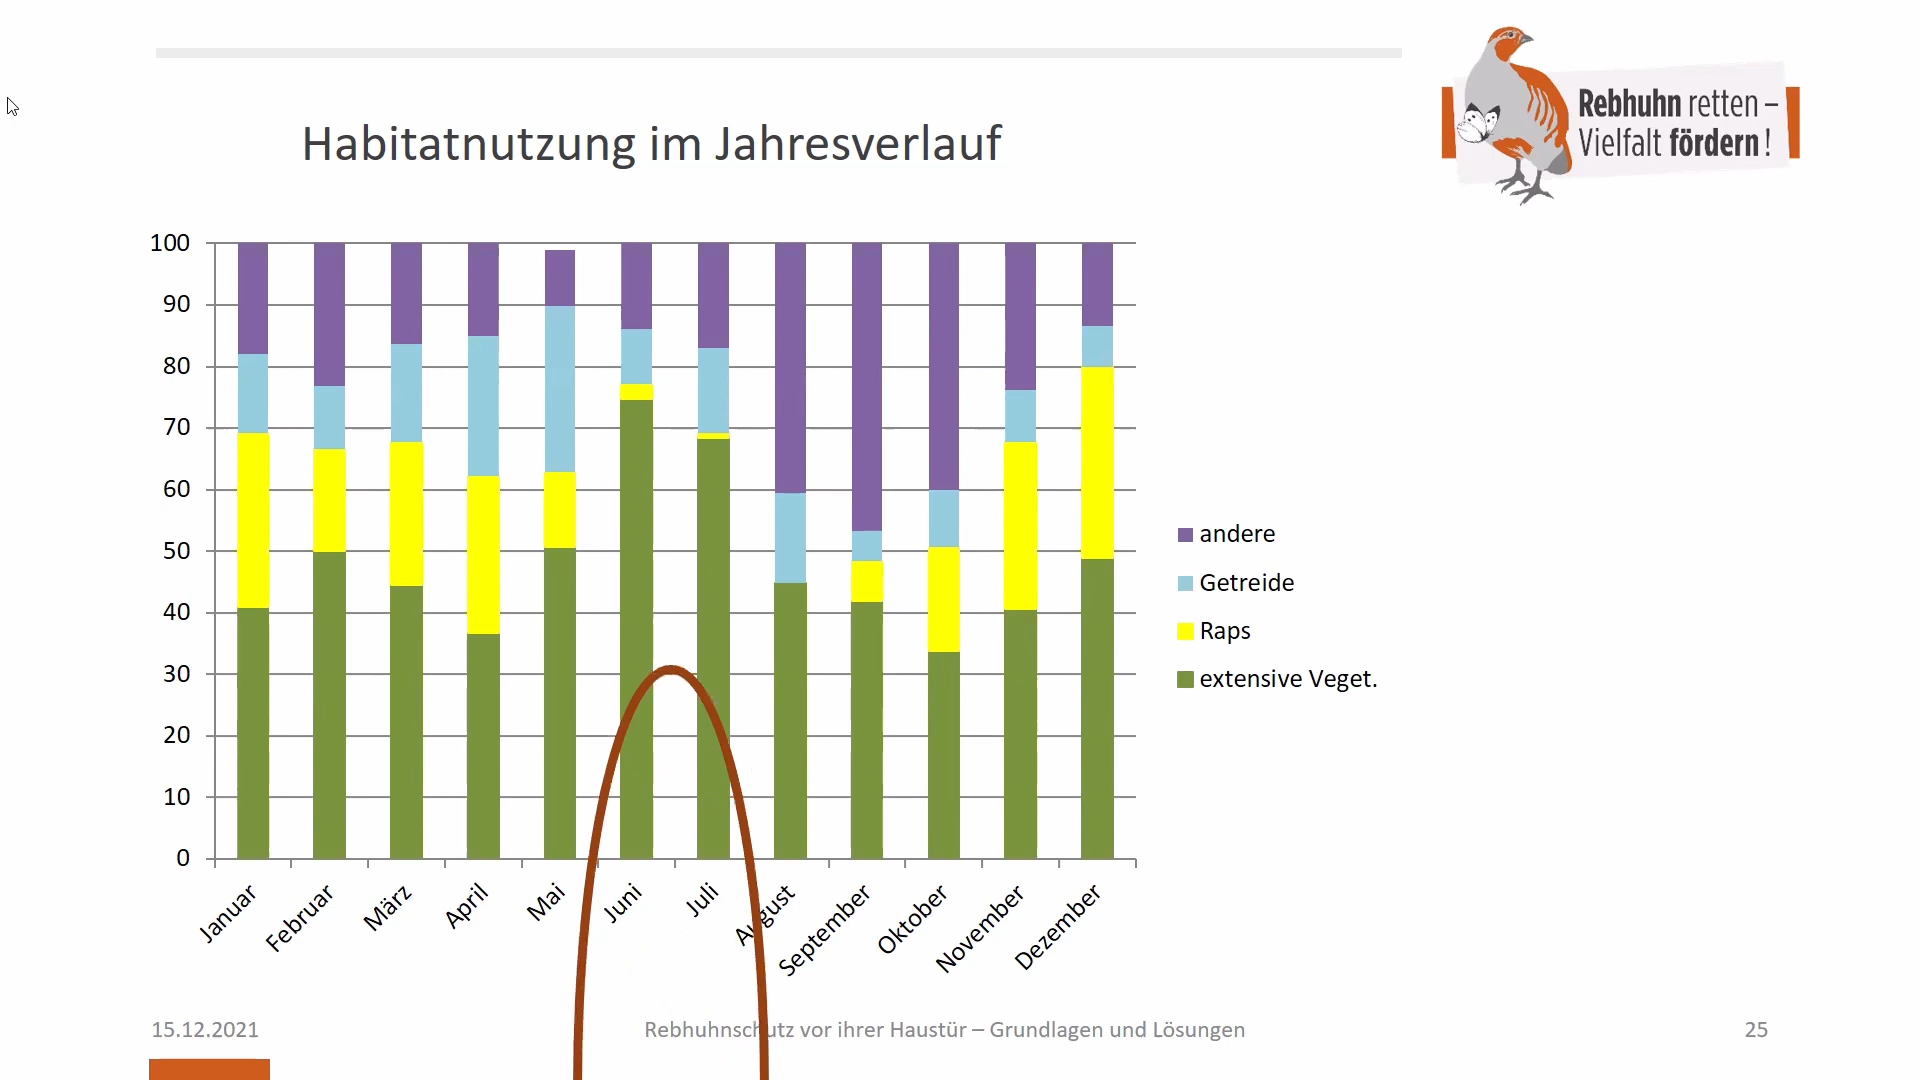 Rebhuhn retten –
Vielfalt fördern!
Habitatnutzung im Jahresverlauf
100
90
80
70
60
50
40
30
20
10
0
Januar
Februar
März
April
Mai
Juni
Juli
August
September
Oktober
November
Dezember
andere
Getreide
Raps
extensive Veget.
15.12.2021
Rebhuhnschutz vor ihrer Haustür – Grundlagen und Lösungen
25